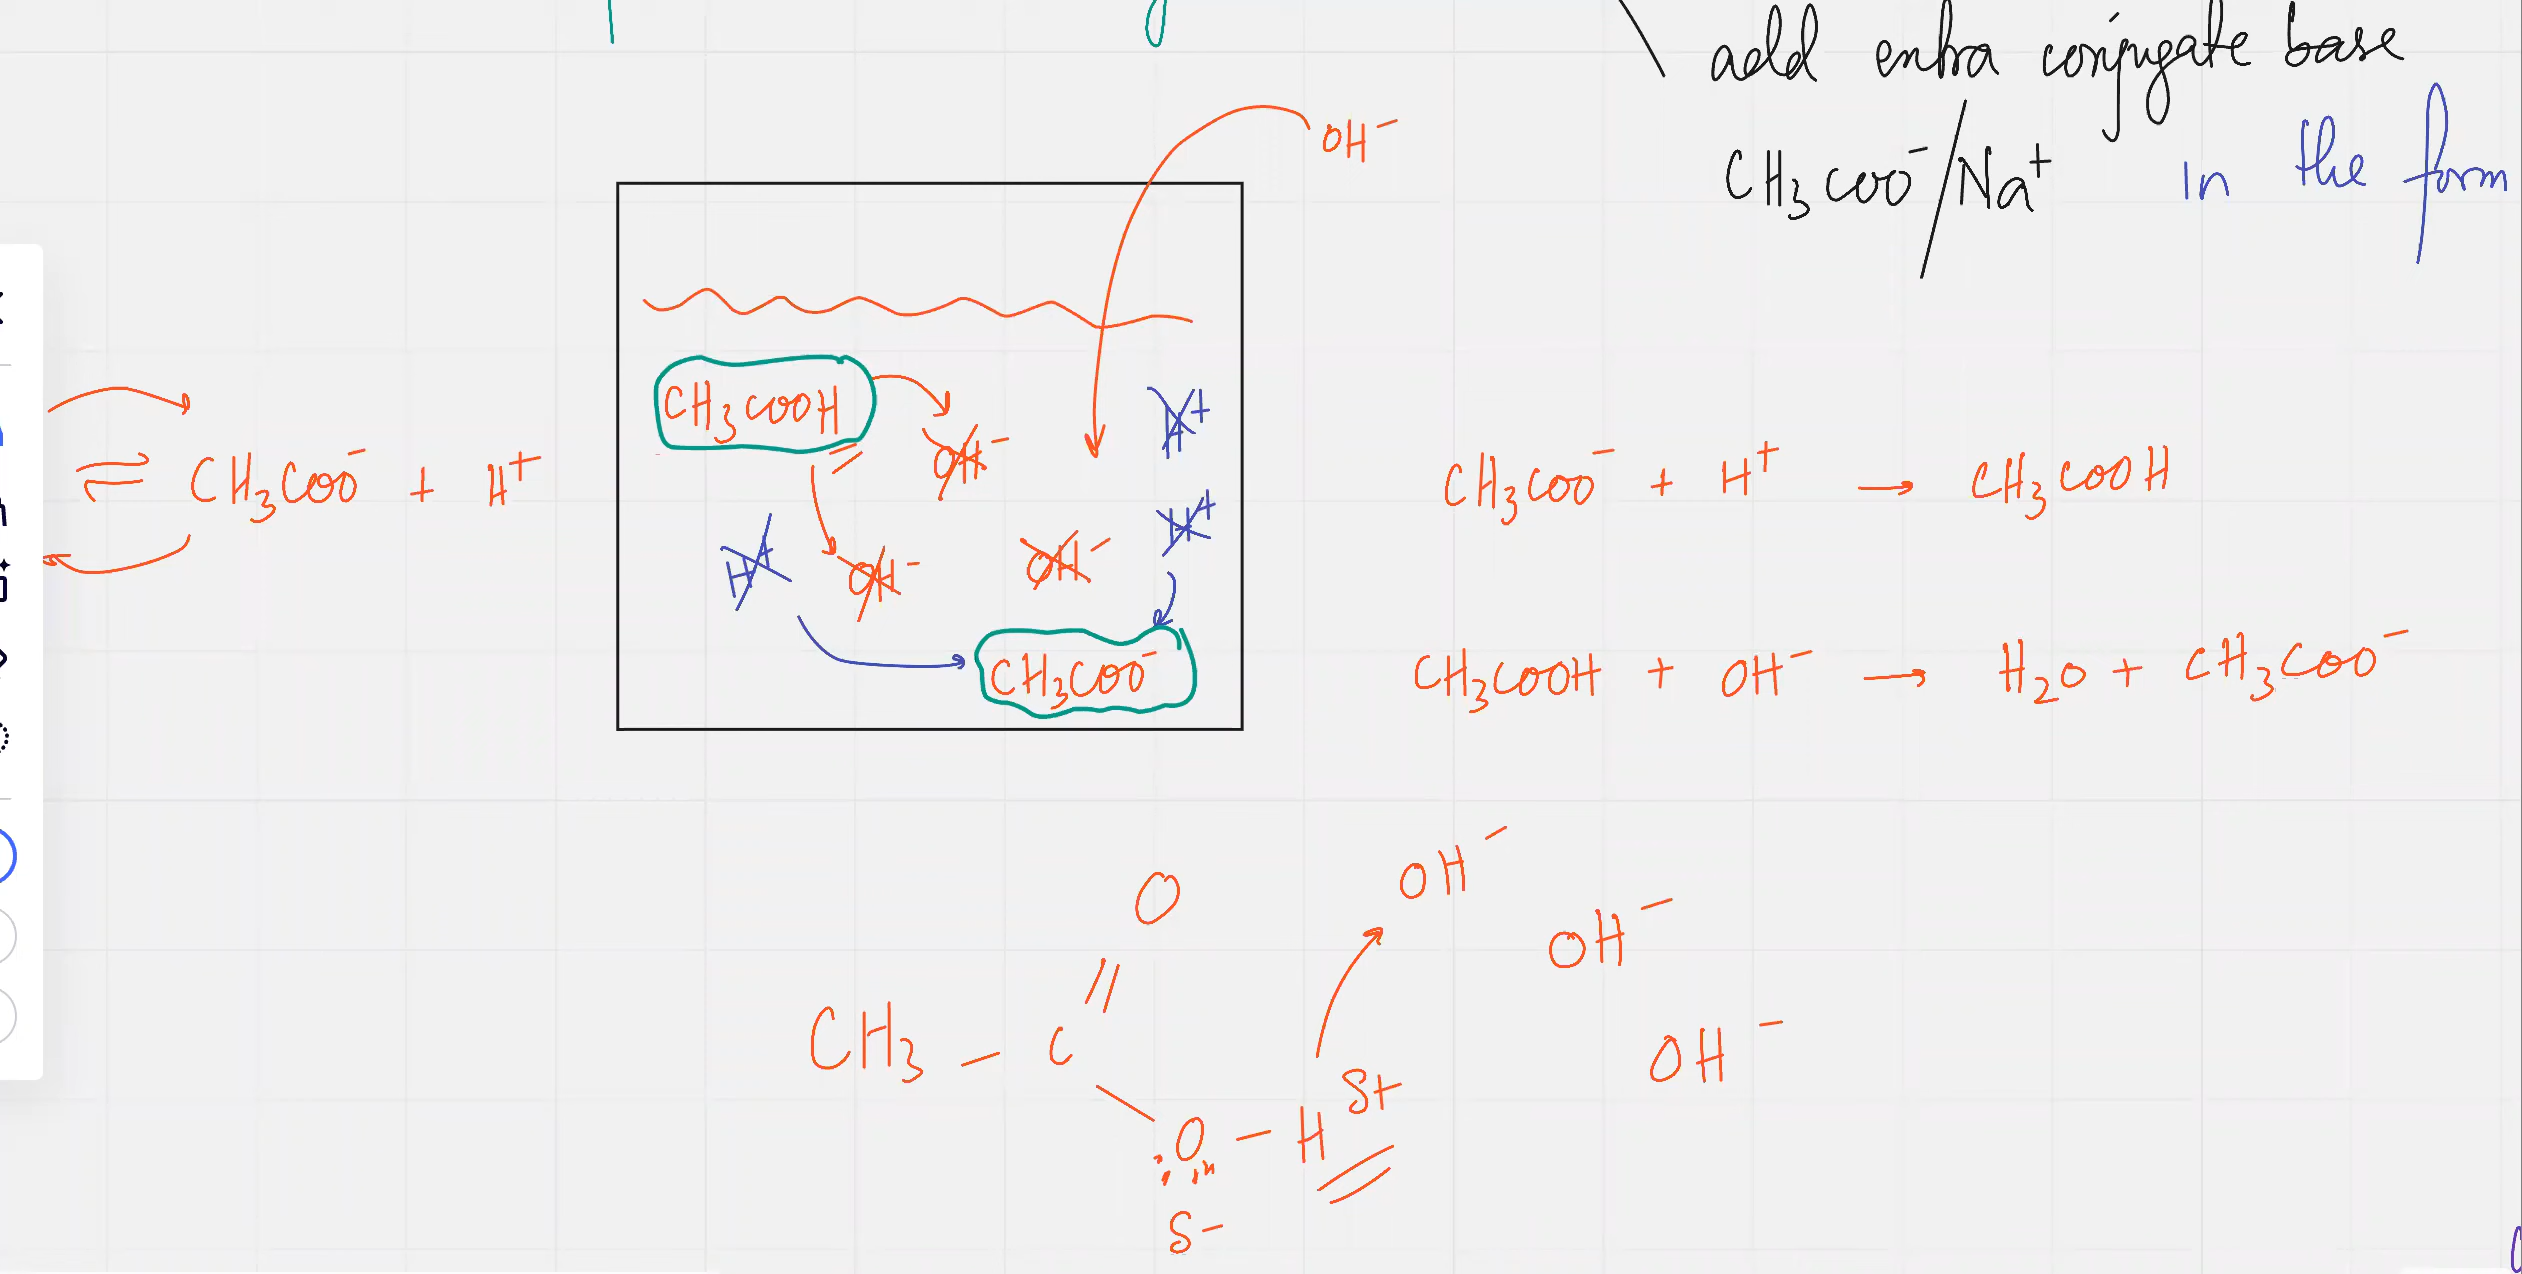 add extra conjugate base
CH₃COO⁻/Na⁺ in the form
OH⁻
CH₃COOH
OH⁻
H⁺
⇌ CH₃COO⁻ + H⁺
H⁺
H⁺
OH⁻
OH⁻
CH₃COO⁻
CH₃COO⁻ + H⁺ → CH₃COOH
CH₃COOH + OH⁻ → H₂O + CH₃COO⁻
O
OH⁻
OH⁻
CH₃ – C
OH⁻
O – H δ+
δ-